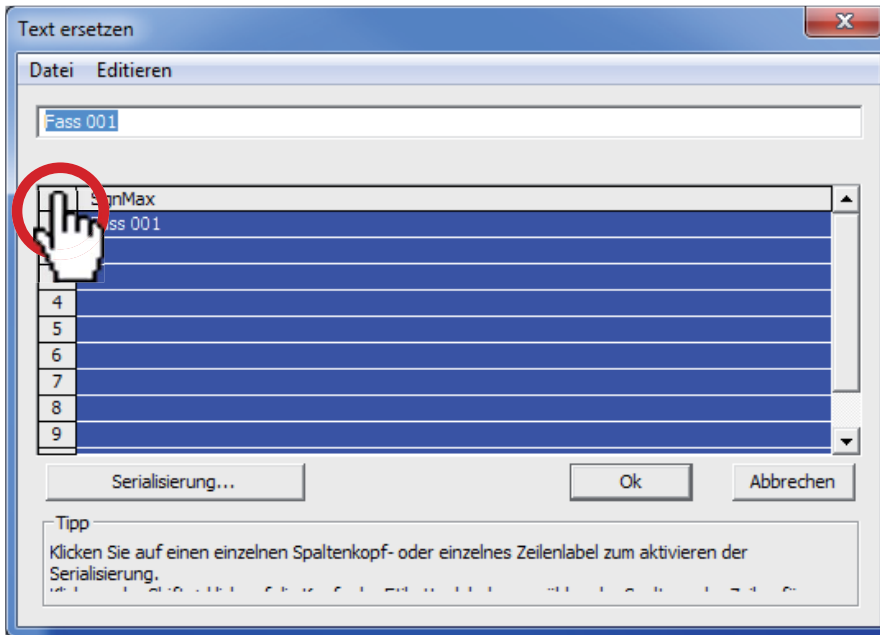 Text ersetzen
Datei Editieren
Fass 001
SignMax
Fass 001
4
5
6
7
8
9
Serialisierung...
Ok
Abbrechen
Tipp
Klicken Sie auf einen einzelnen Spaltenkopf- oder einzelnes Zeilenlabel zum aktivieren der
Serialisierung.